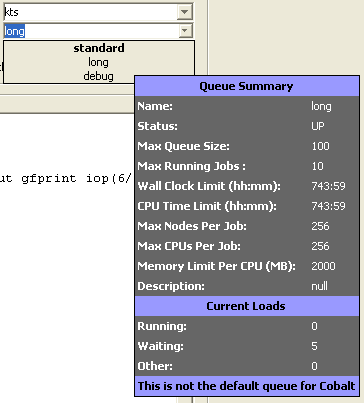 kts
long
standard
long
debug
Queue Summary
Name: long
Status: UP
Max Queue Size: 100
Max Running Jobs : 10
Wall Clock Limit (hh:mm): 743:59
CPU Time Limit (hh:mm): 743:59
Max Nodes Per Job: 256
Max CPUs Per Job: 256
Memory Limit Per CPU (MB): 2000
Description: null
Current Loads
Running: 0
Waiting: 5
Other: 0
This is not the default queue for Cobalt
ut gfprint iop(6/